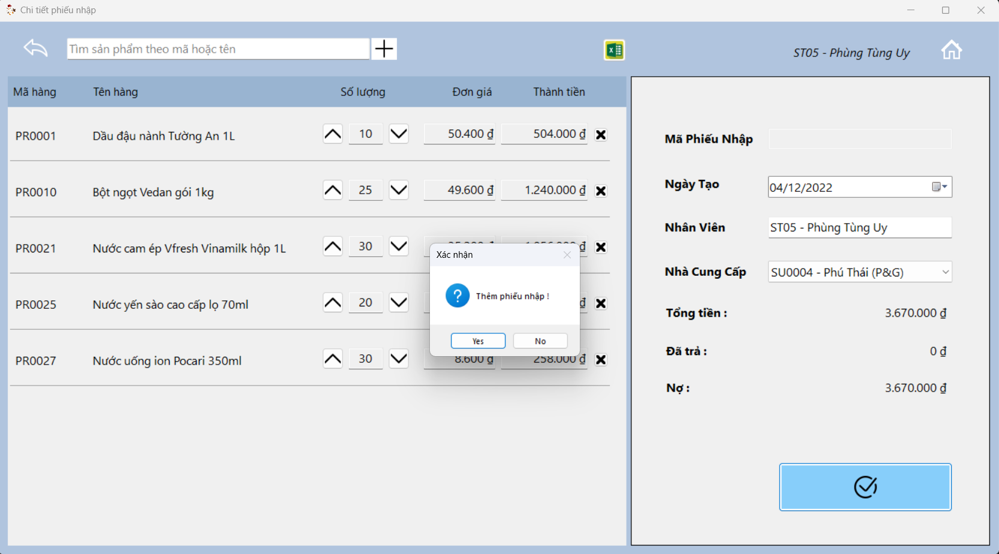 Chi tiết phiếu nhập
Tìm sản phẩm theo mã hoặc tên
ST05 - Phùng Tùng Uy
Mã hàng Tên hàng Số lượng Đơn giá Thành tiền
PR0001 Dầu đậu nành Tường An 1L 10 50.400 ₫ 504.000 ₫
PR0010 Bột ngọt Vedan gói 1kg 25 49.600 ₫ 1.240.000 ₫
PR0021 Nước cam ép Vfresh Vinamilk hộp 1L 30 ₫
PR0025 Nước yến sào cao cấp lọ 70ml 20 ₫
PR0027 Nước uống ion Pocari 350ml 30 8.600 ₫ 258.000 ₫
Xác nhận
Thêm phiếu nhập !
Yes No
Mã Phiếu Nhập
Ngày Tạo 04/12/2022
Nhân Viên ST05 - Phùng Tùng Uy
Nhà Cung Cấp SU0004 - Phú Thái (P&G)
Tổng tiền : 3.670.000 ₫
Đã trả : 0 ₫
Nợ : 3.670.000 ₫